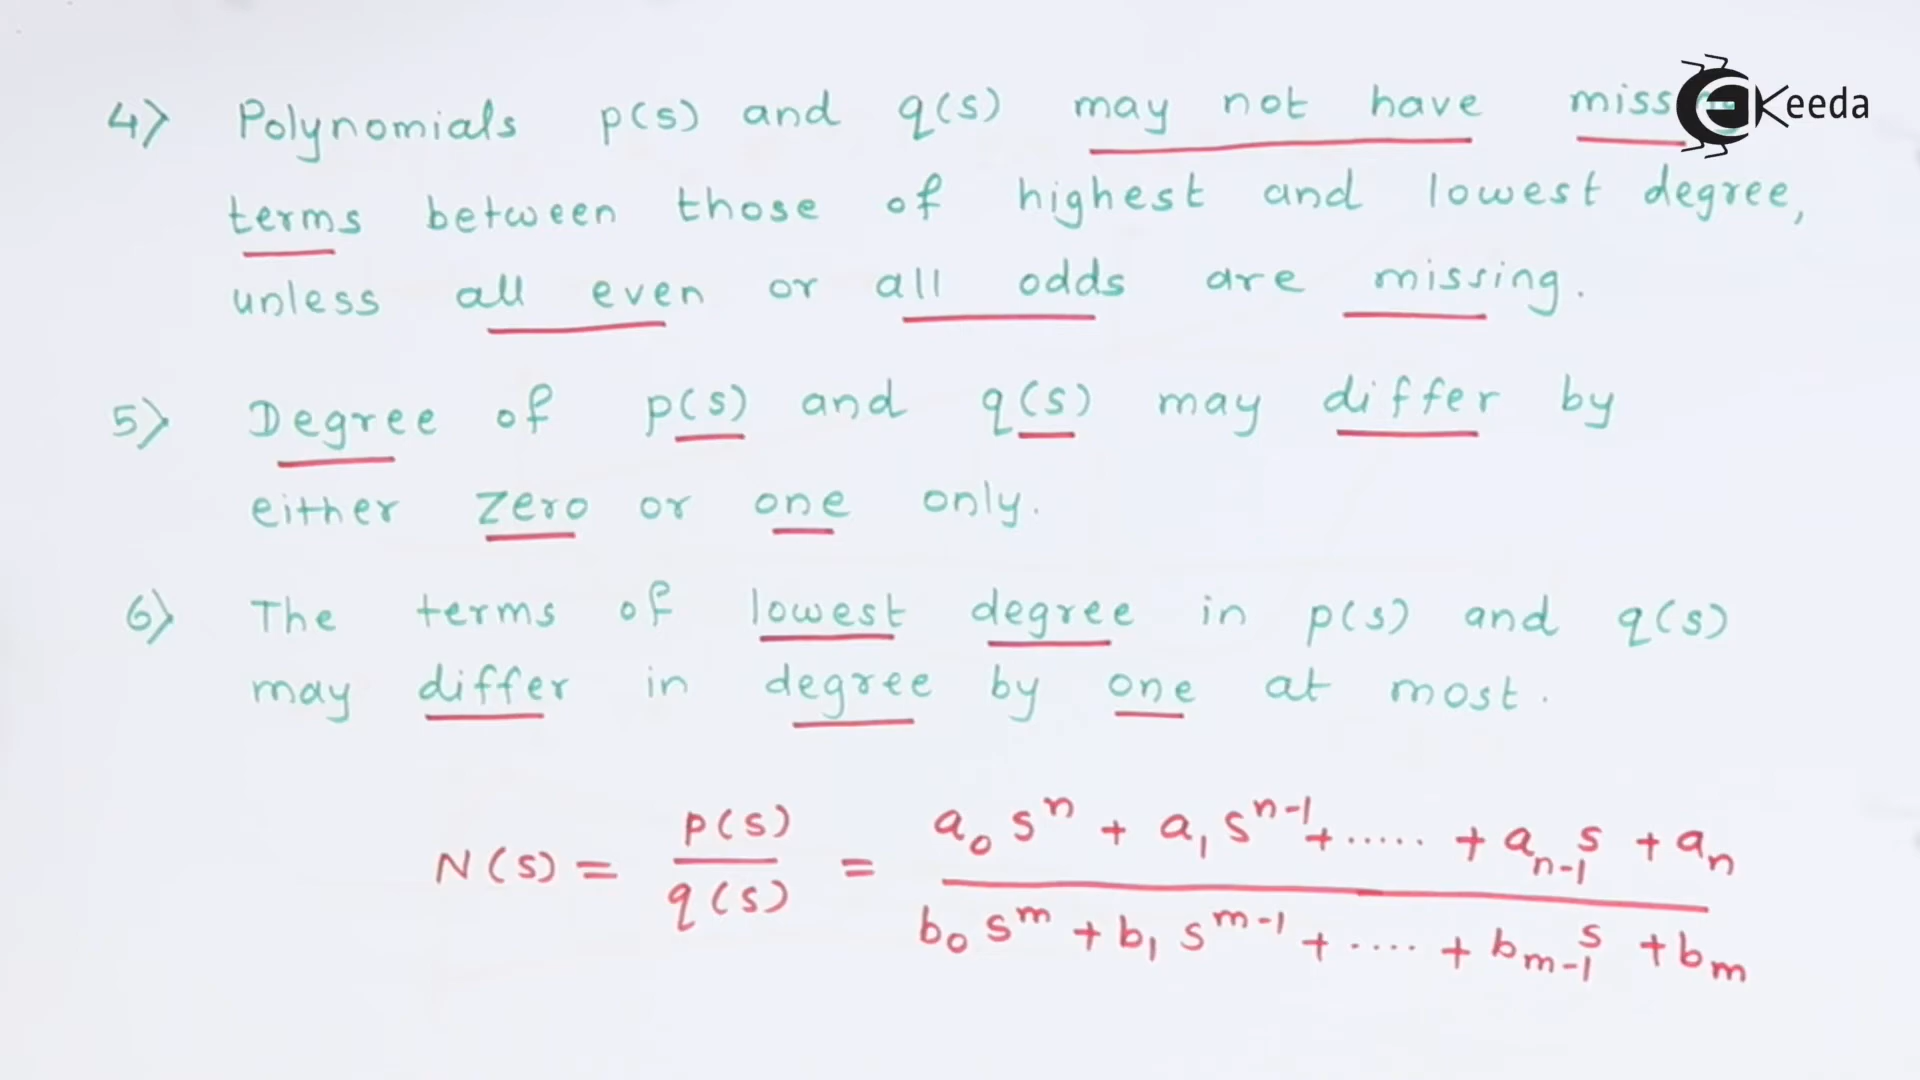 4) Polynomials p(s) and q(s) may not have
Keeda
terms between those of highest and lowest degree,
unless all even or all odds are missing.
5) Degree of p(s) and q(s) may differ by
either zero or one only.
6) The terms of lowest degree in p(s) and q(s)
may differ in degree by one at most.
N(s) = p(s)/q(s) = (a₀sⁿ + a₁sⁿ⁻¹ + ..... + aₙ₋₁s + aₙ)/(b₀sᵐ + b₁sᵐ⁻¹ + .... + bₘ₋₁s + bₘ)